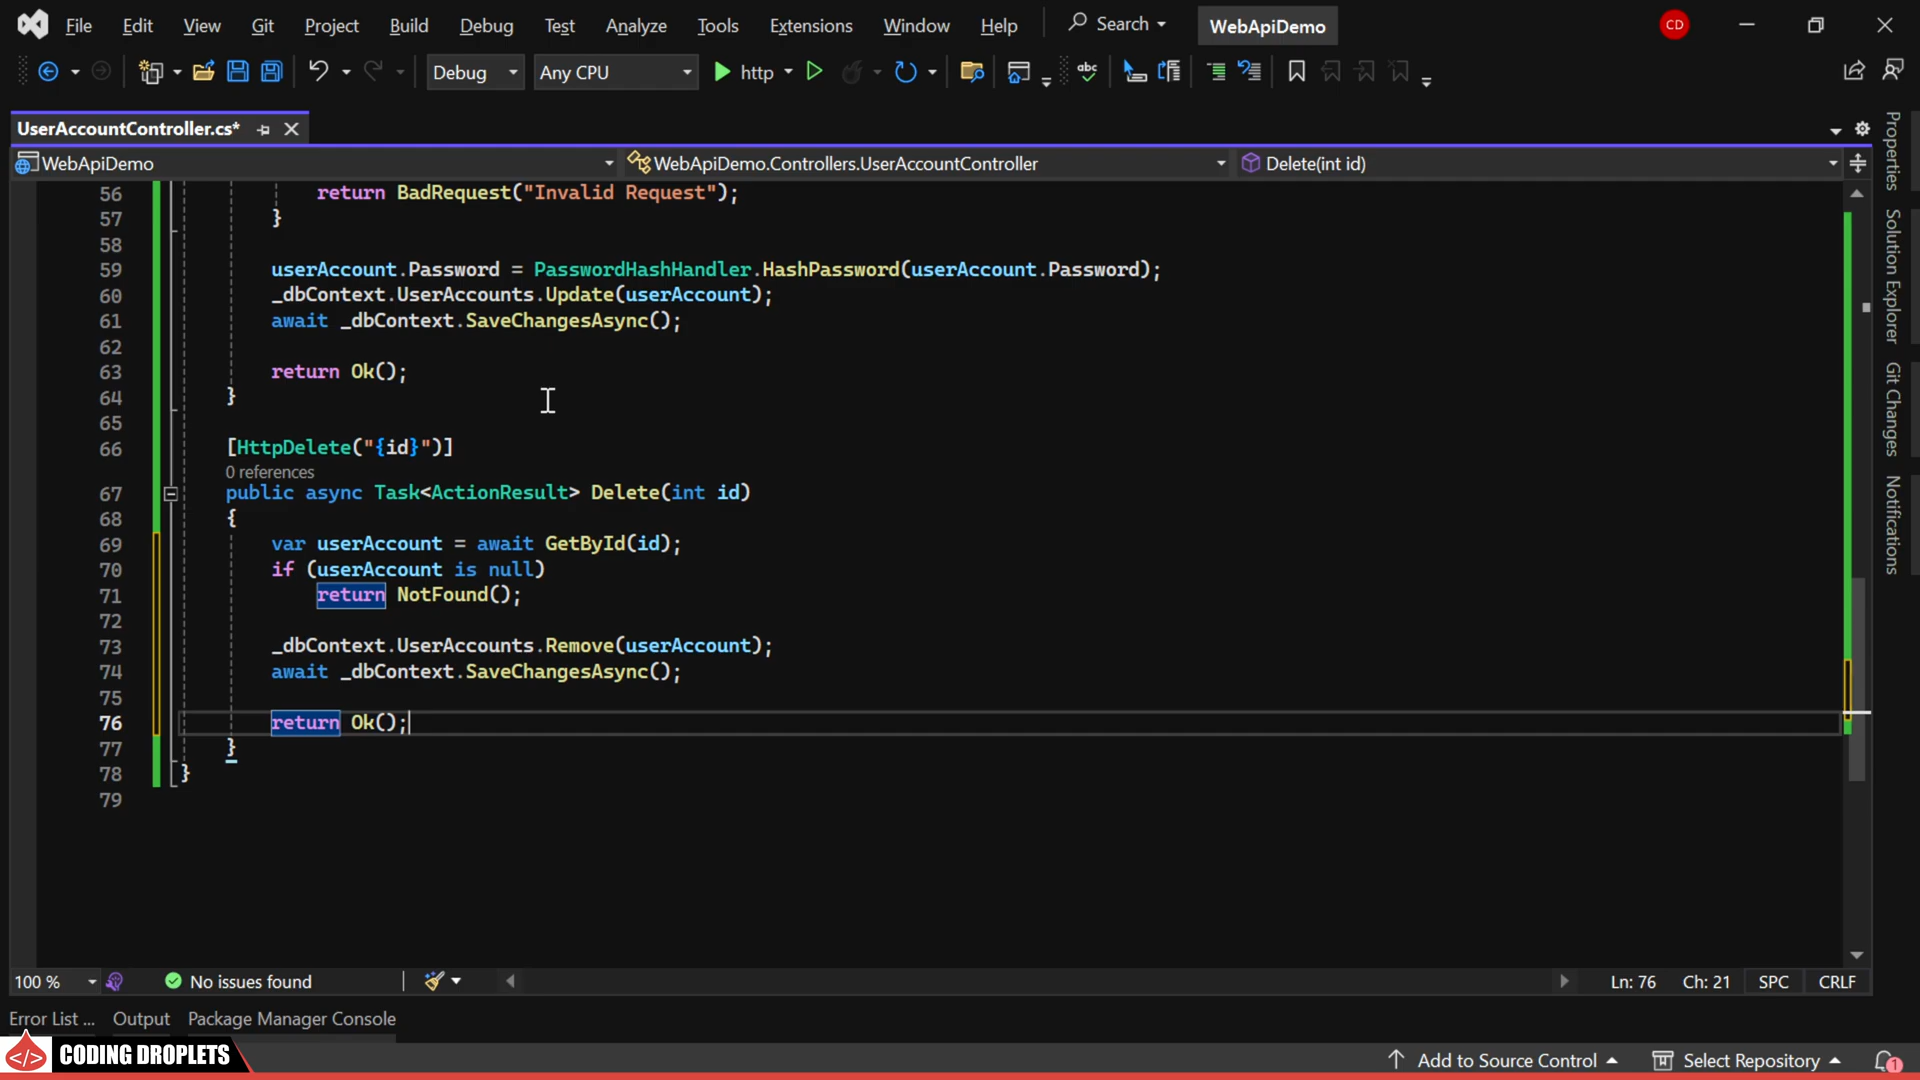 File Edit View Git Project Build Debug Test Analyze Tools Extensions Window Help Search WebApiDemo CD
Debug Any CPU http
UserAccountController.cs*
WebApiDemo WebApiDemo.Controllers.UserAccountController Delete(int id)
56 return BadRequest("Invalid Request");
57 }
58
59 userAccount.Password = PasswordHashHandler.HashPassword(userAccount.Password);
60 _dbContext.UserAccounts.Update(userAccount);
61 await _dbContext.SaveChangesAsync();
62
63 return Ok();
64 }
65
66 [HttpDelete("{id}")]
0 references
67 public async Task<ActionResult> Delete(int id)
68 {
69 var userAccount = await GetById(id);
70 if (userAccount is null)
71 return NotFound();
72
73 _dbContext.UserAccounts.Remove(userAccount);
74 await _dbContext.SaveChangesAsync();
75
76 return Ok();
77 }
78 }
79
Properties
Solution Explorer
Git Changes
Notifications
100 % No issues found Ln: 76 Ch: 21 SPC CRLF
Error List ... Output Package Manager Console
</> CODING DROPLETS
Add to Source Control Select Repository 1